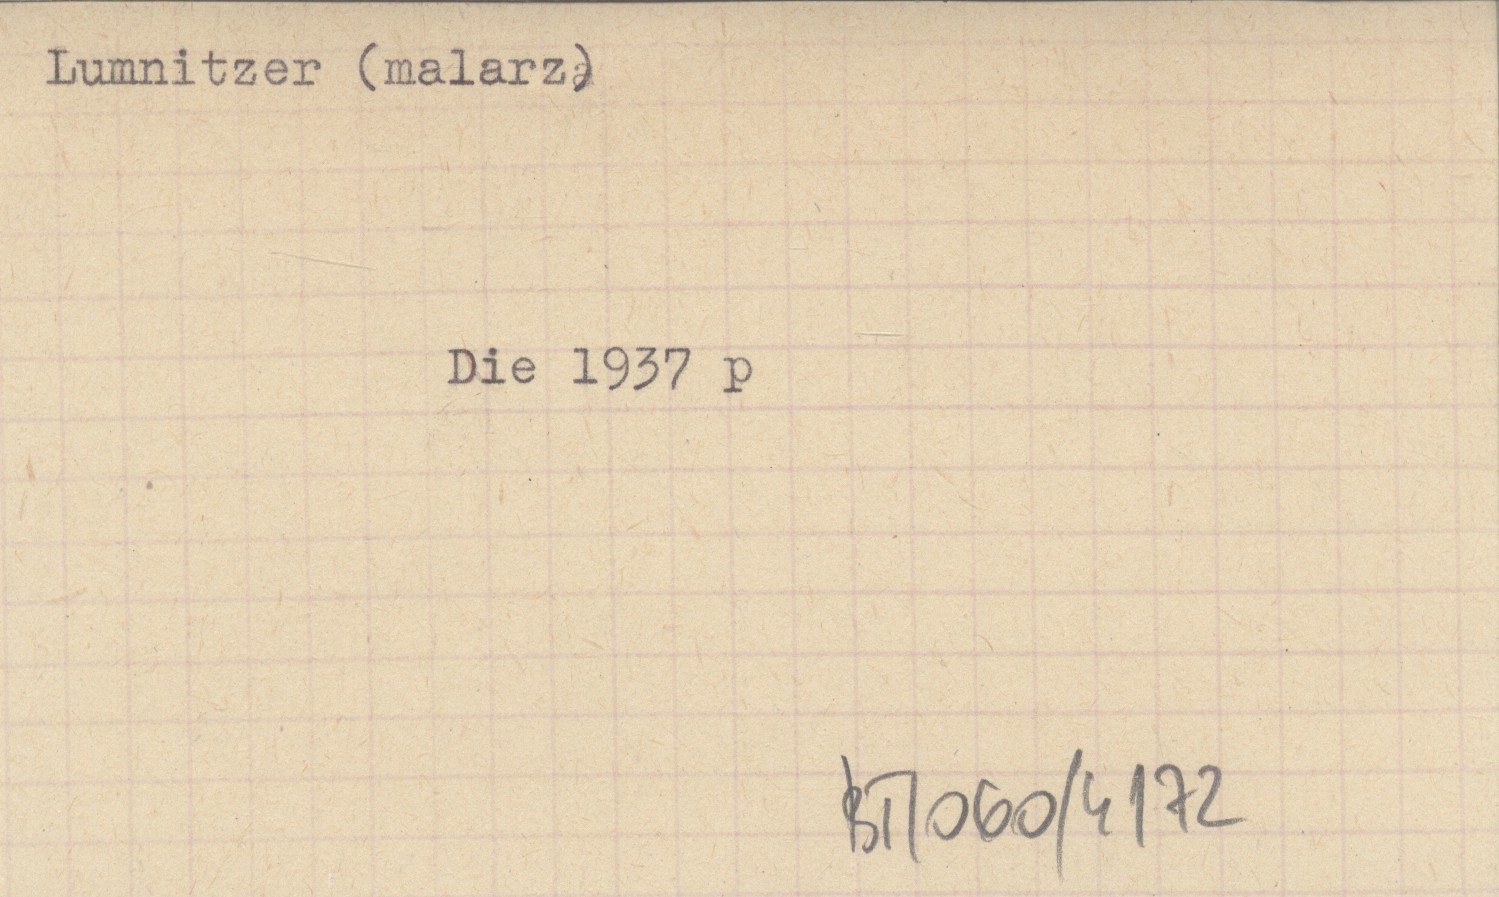 Lumnitzer (malarz)
Die 1937 p
BT/060/4172